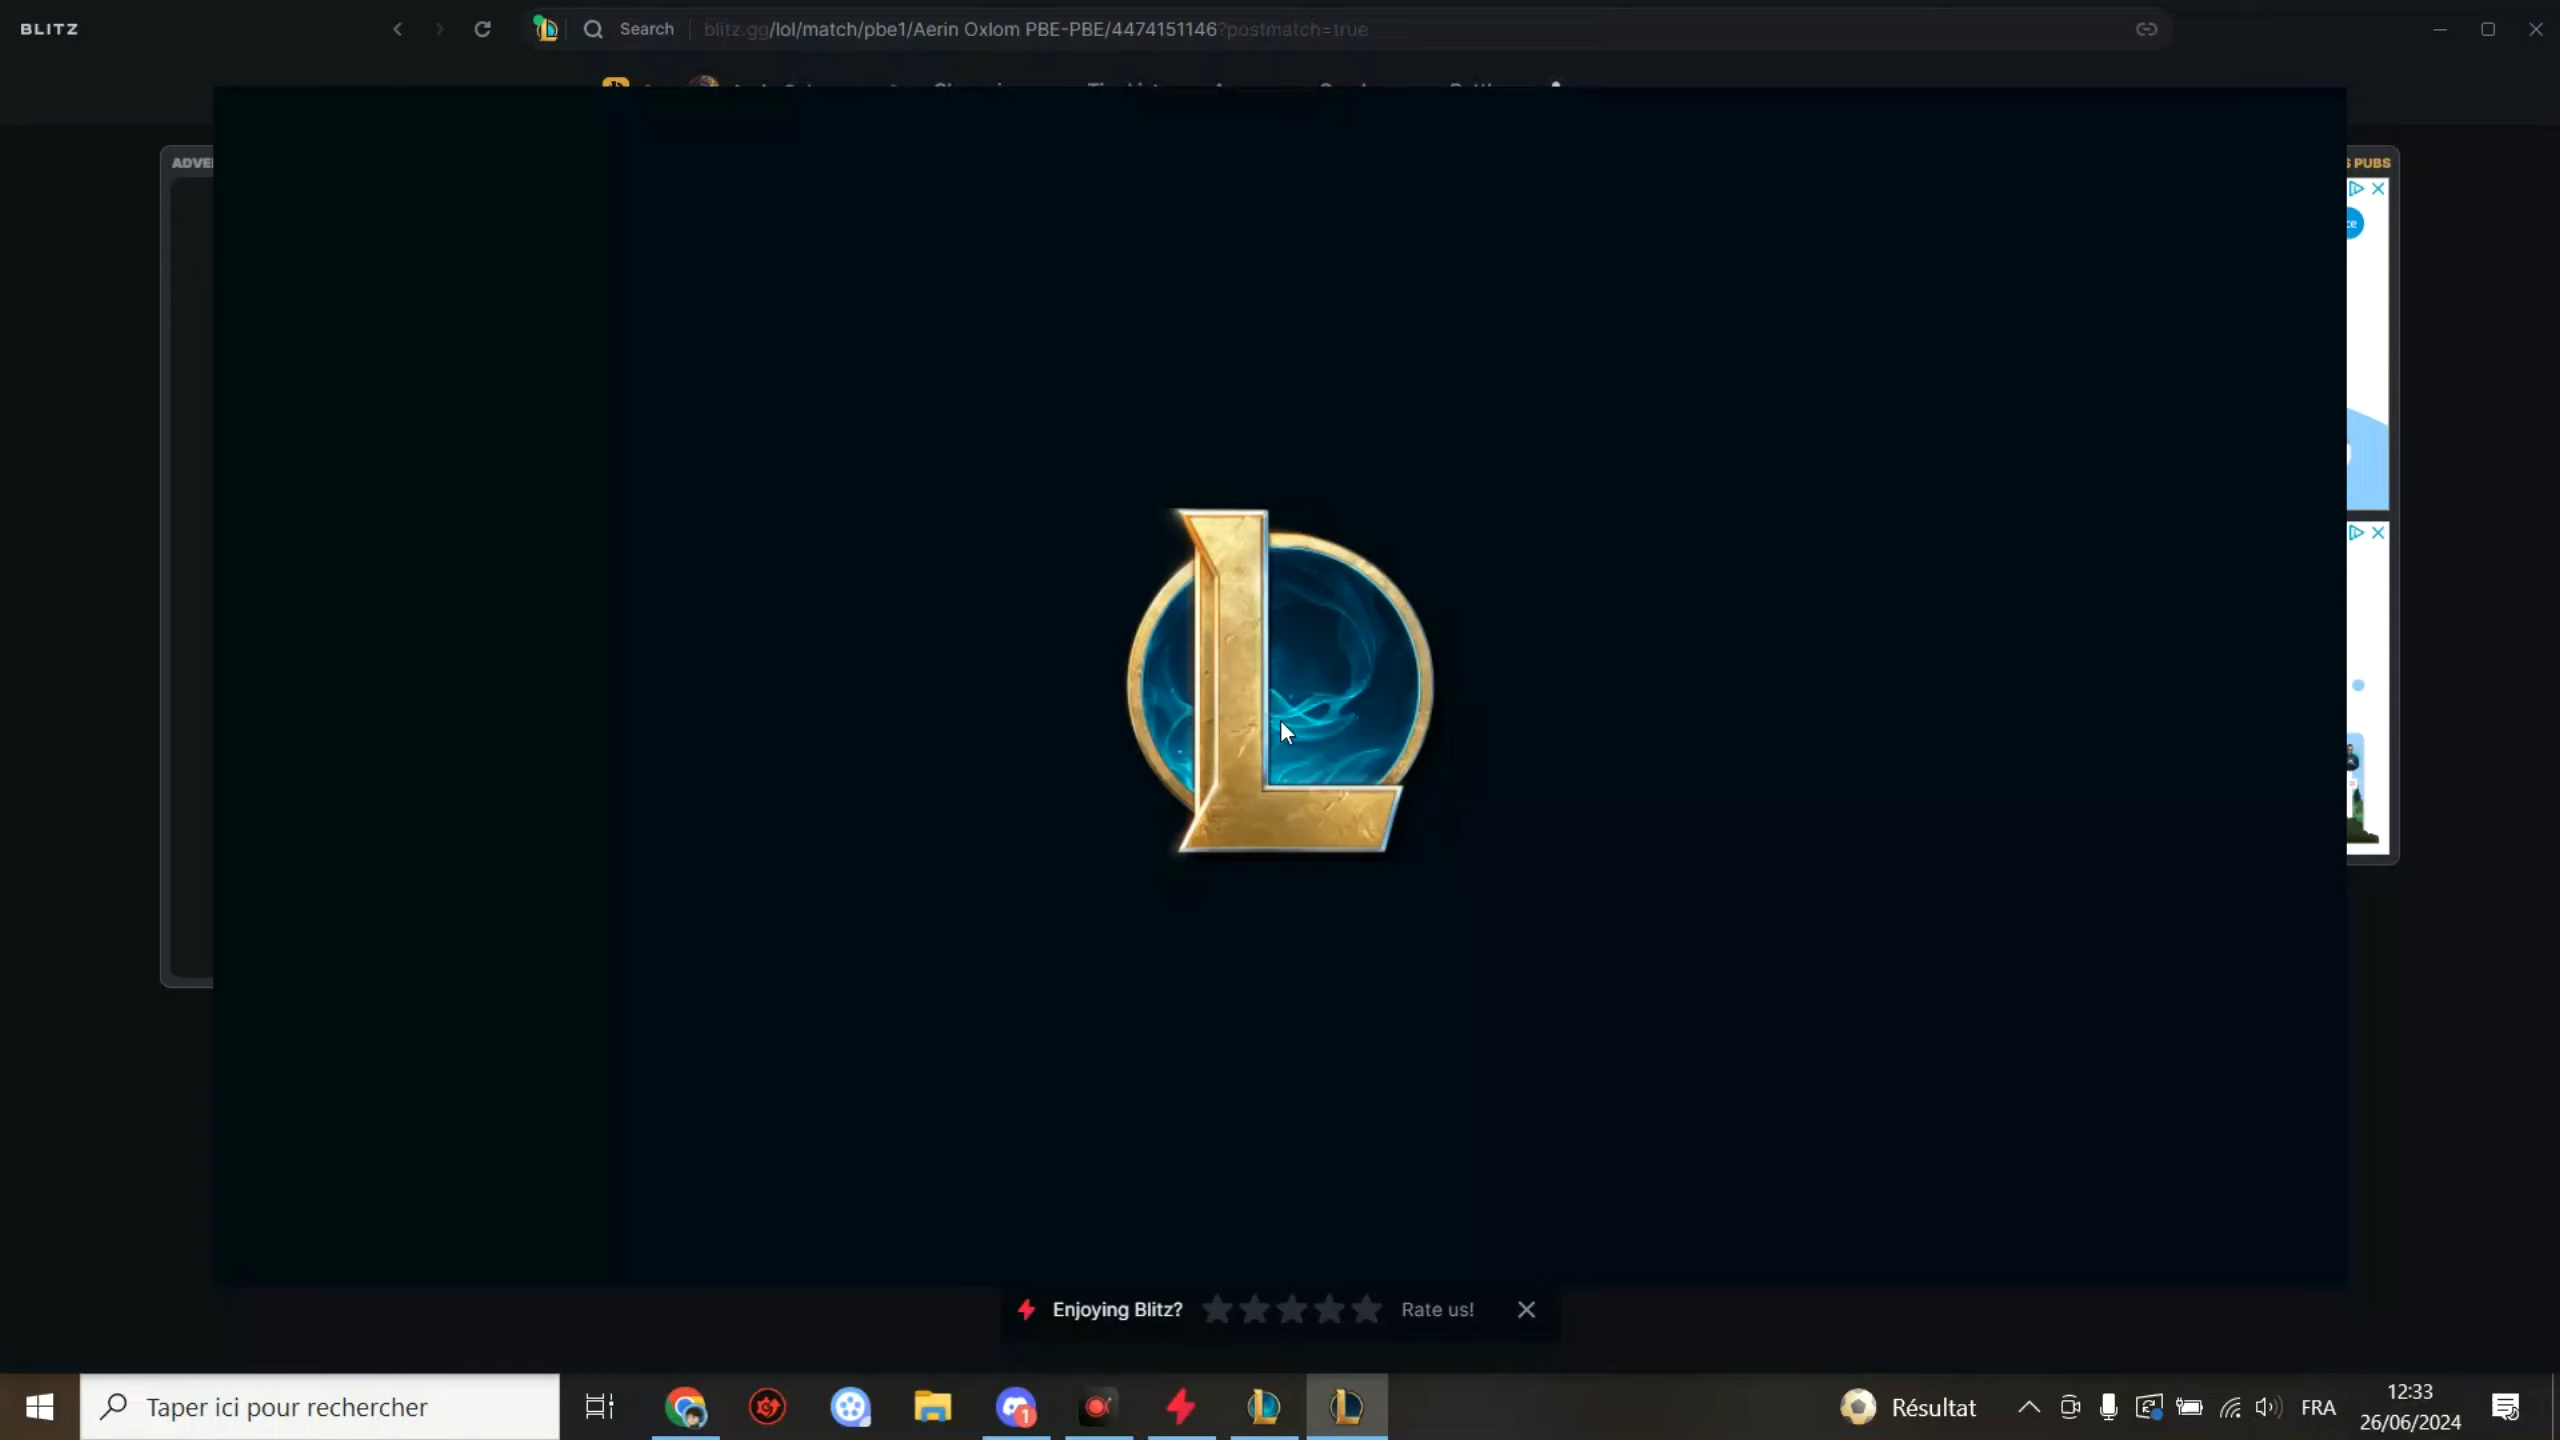 BLITZ
Search blitz.gg/lol/match/pbe1/Aerin Oxlom PBE-PBE/4474151146?postmatch=true
ADVE
PUBS
Enjoying Blitz? Rate us!
Taper ici pour rechercher
1
Résultat
FRA
12:33
26/06/2024